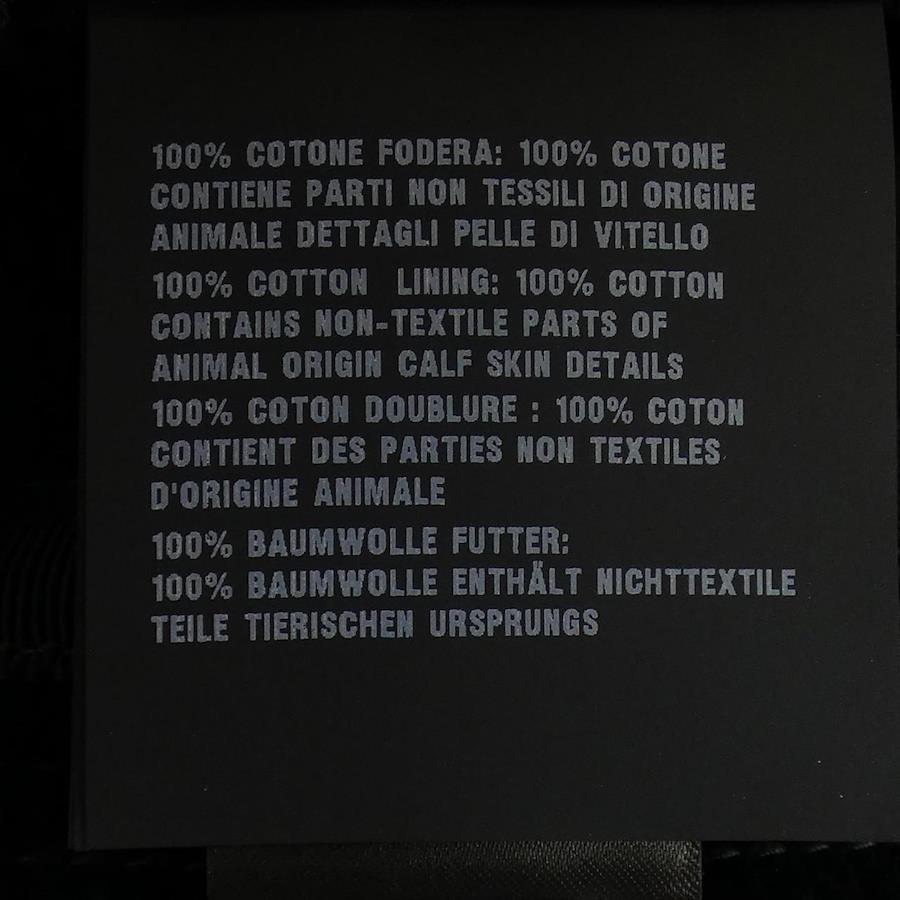 100% COTONE FODERA: 100% COTONE
CONTIENE PARTI NON TESSILI DI ORIGINE
ANIMALE DETTAGLI PELLE DI VITELLO
100% COTTON LINING: 100% COTTON
CONTAINS NON-TEXTILE PARTS OF
ANIMAL ORIGIN CALF SKIN DETAILS
100% COTON DOUBLURE : 100% COTON
CONTIENT DES PARTIES NON TEXTILES
D'ORIGINE ANIMALE
100% BAUMWOLLE FUTTER:
100% BAUMWOLLE ENTHÄLT NICHTTEXTILE
TEILE TIERISCHEN URSPRUNGS